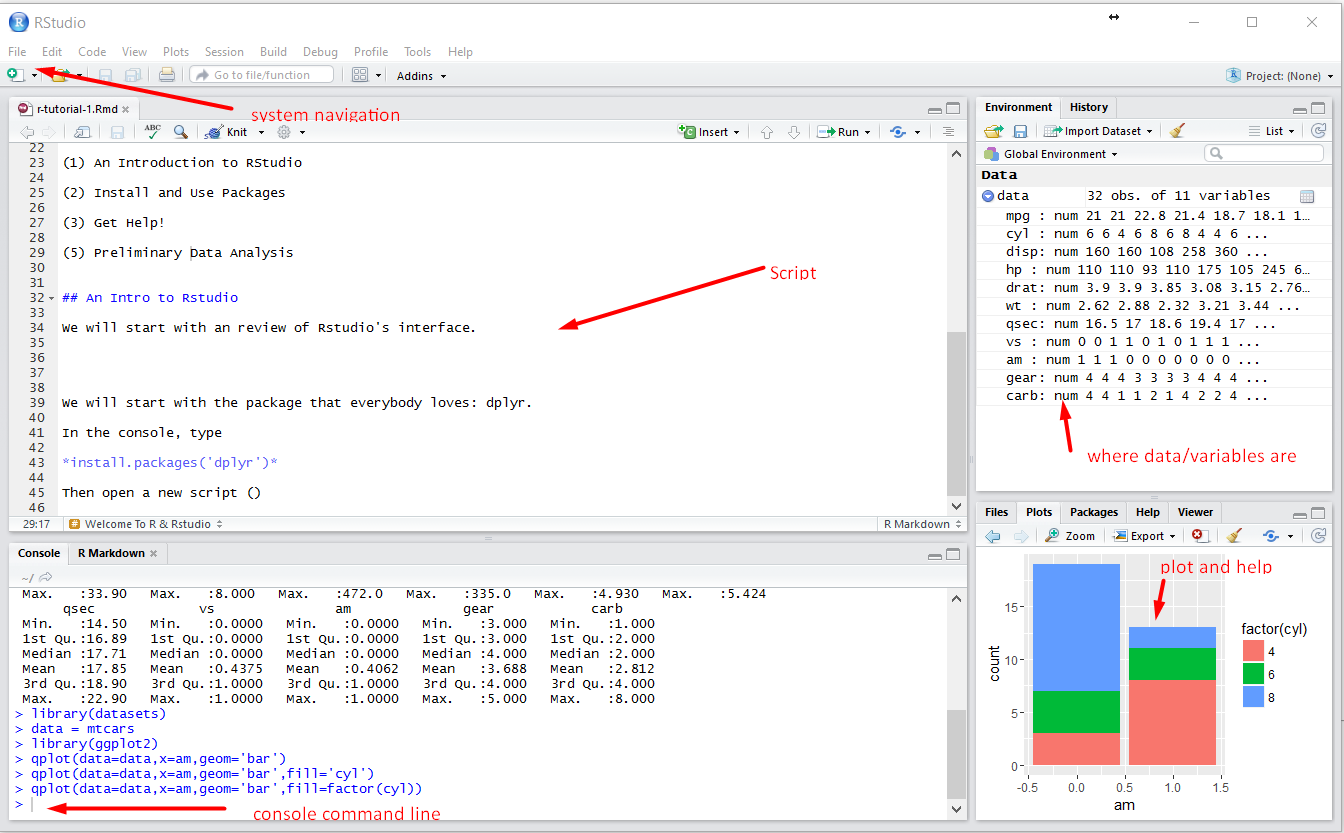 RStudio
File Edit Code View Plots Session Build Debug Profile Tools Help
Go to file/function Addins Project: (None)
system navigation
r-tutorial-1.Rmd
ABC Knit Insert Run
22
23 (1) An Introduction to RStudio
24
25 (2) Install and Use Packages
26
27 (3) Get Help!
28
29 (5) Preliminary Data Analysis
30
31
32 ## An Intro to Rstudio
33
34 We will start with an review of Rstudio's interface.
35
36
37
38
39 We will start with the package that everybody loves: dplyr.
40
41 In the console, type
42
43 *install.packages('dplyr')*
44
45 Then open a new script ()
46
Script
29:17 # Welcome To R & Rstudio R Markdown
Console R Markdown
~/
Max. :33.90 Max. :8.000 Max. :472.0 Max. :335.0 Max. :4.930 Max. :5.424
qsec vs am gear carb
Min. :14.50 Min. :0.0000 Min. :0.0000 Min. :3.000 Min. :1.000
1st Qu.:16.89 1st Qu.:0.0000 1st Qu.:0.0000 1st Qu.:3.000 1st Qu.:2.000
Median :17.71 Median :0.0000 Median :0.0000 Median :4.000 Median :2.000
Mean :17.85 Mean :0.4375 Mean :0.4062 Mean :3.688 Mean :2.812
3rd Qu.:18.90 3rd Qu.:1.0000 3rd Qu.:1.0000 3rd Qu.:4.000 3rd Qu.:4.000
Max. :22.90 Max. :1.0000 Max. :1.0000 Max. :5.000 Max. :8.000
> library(datasets)
> data = mtcars
> library(ggplot2)
> qplot(data=data,x=am,geom='bar')
> qplot(data=data,x=am,geom='bar',fill='cyl')
> qplot(data=data,x=am,geom='bar',fill=factor(cyl))
>
console command line
Environment History
Import Dataset List
Global Environment
Data
data 32 obs. of 11 variables
mpg : num 21 21 22.8 21.4 18.7 18.1 1…
cyl : num 6 6 4 6 8 6 8 4 4 6 ...
disp: num 160 160 108 258 360 ...
hp : num 110 110 93 110 175 105 245 6…
drat: num 3.9 3.9 3.85 3.08 3.15 2.76…
wt : num 2.62 2.88 2.32 3.21 3.44 ...
qsec: num 16.5 17 18.6 19.4 17 ...
vs : num 0 0 1 1 0 1 0 1 1 1 ...
am : num 1 1 1 0 0 0 0 0 0 0 ...
gear: num 4 4 4 3 3 3 3 4 4 4 ...
carb: num 4 4 1 1 2 1 4 2 2 4 ...
where data/variables are
Files Plots Packages Help Viewer
Zoom Export
plot and help
15
10
5
0
count
-0.5 0.0 0.5 1.0 1.5
am
factor(cyl)
4
6
8